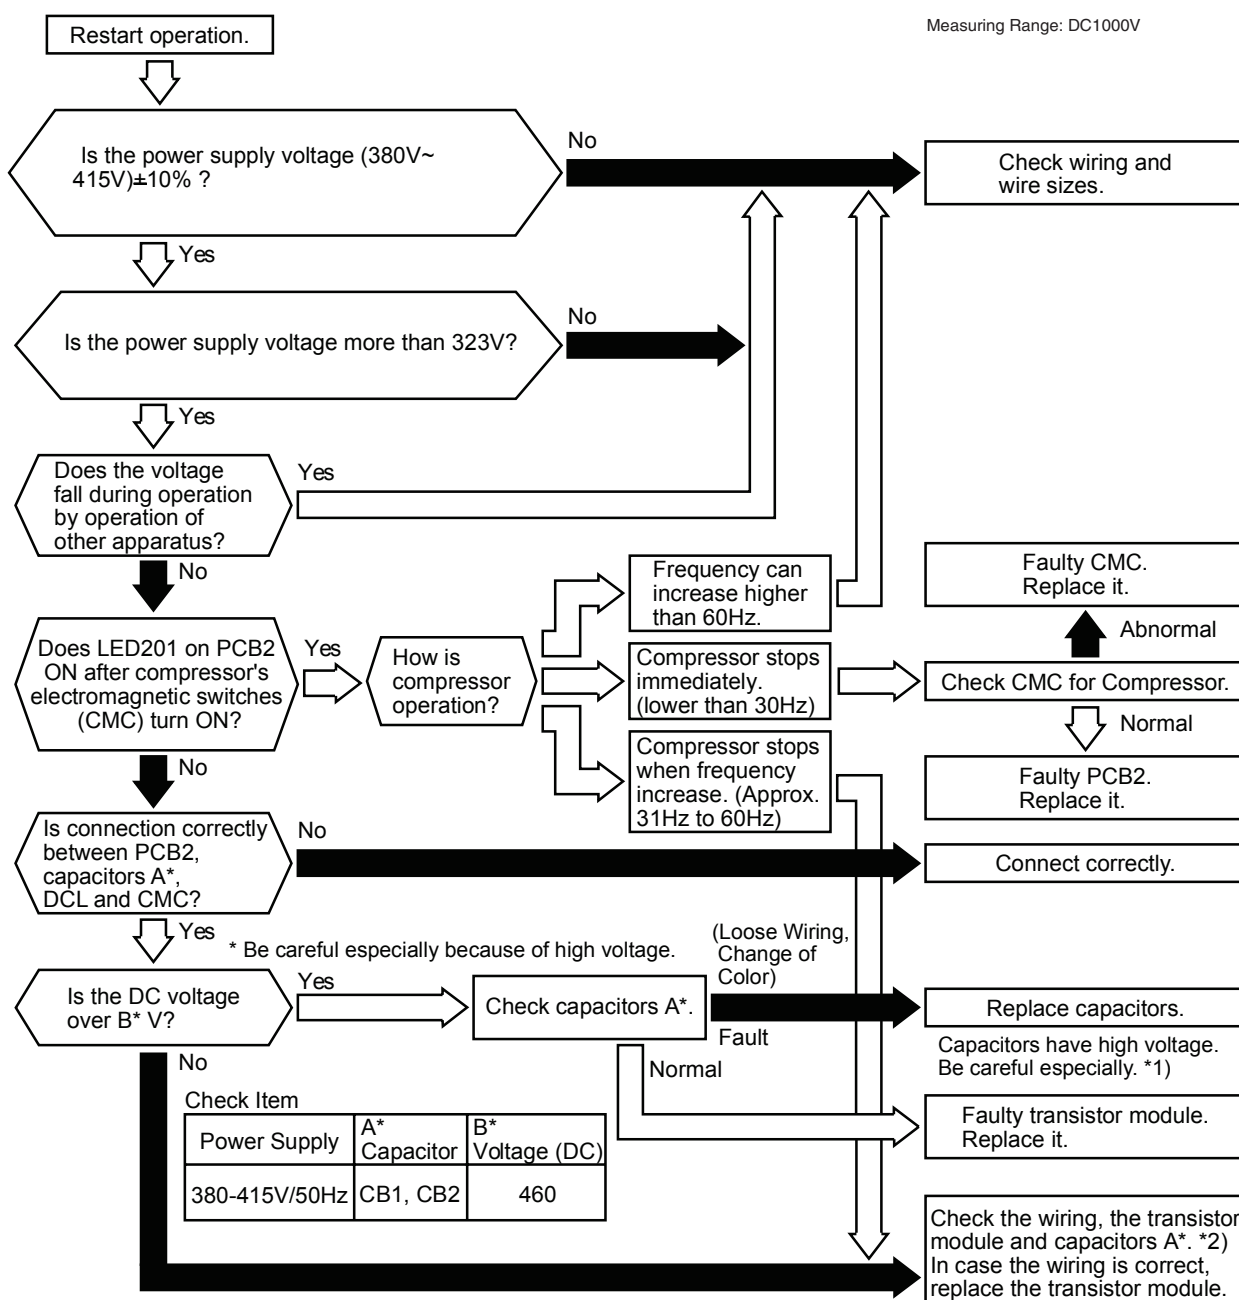 Measuring Range: DC1000V
Restart operation.
Is the power supply voltage (380V~
415V)±10% ?
No
Check wiring and
wire sizes.
Yes
Is the power supply voltage more than 323V?
No
Yes
Does the voltage
fall during operation
by operation of
other apparatus?
Yes
No
Does LED201 on PCB2
ON after compressor's
electromagnetic switches
(CMC) turn ON?
Yes
How is
compressor
operation?
Frequency can
increase higher
than 60Hz.
Compressor stops
immediately.
(lower than 30Hz)
Compressor stops
when frequency
increase. (Approx.
31Hz to 60Hz)
Faulty CMC.
Replace it.
Abnormal
Check CMC for Compressor.
Normal
Faulty PCB2.
Replace it.
No
Is connection correctly
between PCB2,
capacitors A*,
DCL and CMC?
No
Connect correctly.
Yes
* Be careful especially because of high voltage.
Is the DC voltage
over B* V?
Yes
Check capacitors A*.
(Loose Wiring,
Change of
Color)
Fault
Replace capacitors.
Capacitors have high voltage.
Be careful especially. *1)
Normal
Faulty transistor module.
Replace it.
No
Check Item
Power Supply
A*
Capacitor
B*
Voltage (DC)
380-415V/50Hz
CB1, CB2
460
Check the wiring, the transistor
module and capacitors A*. *2)
In case the wiring is correct,
replace the transistor module.